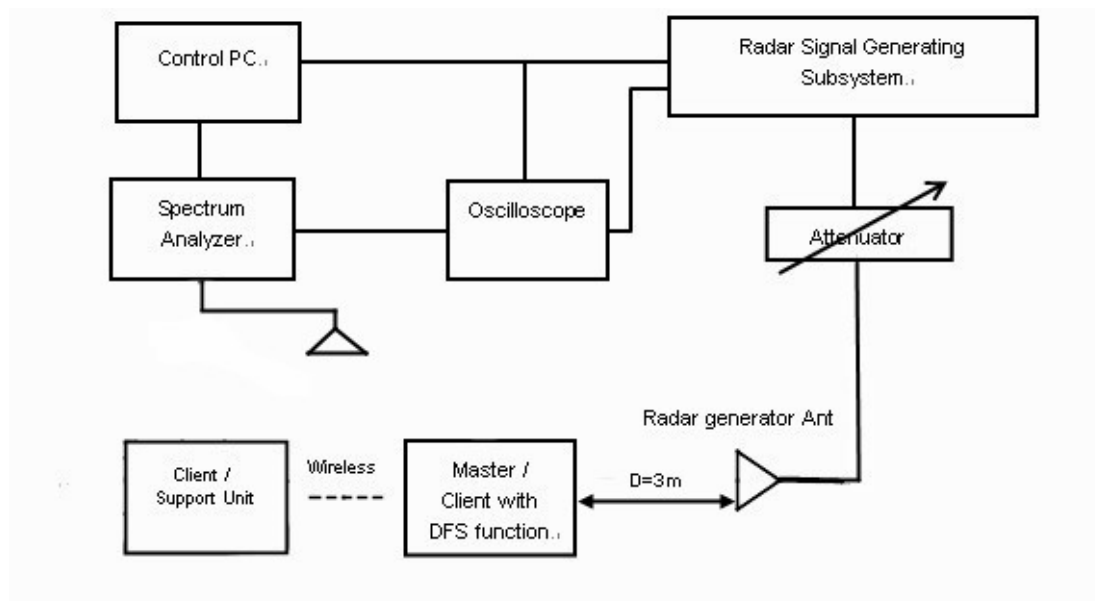 Control PC.
Radar Signal Generating
Subsystem.
Spectrum
Analyzer.
Oscilloscope
Attenuator
Radar generator Ant
Client /
Support Unit
Wireless
Master /
Client with
DFS function.
D=3m